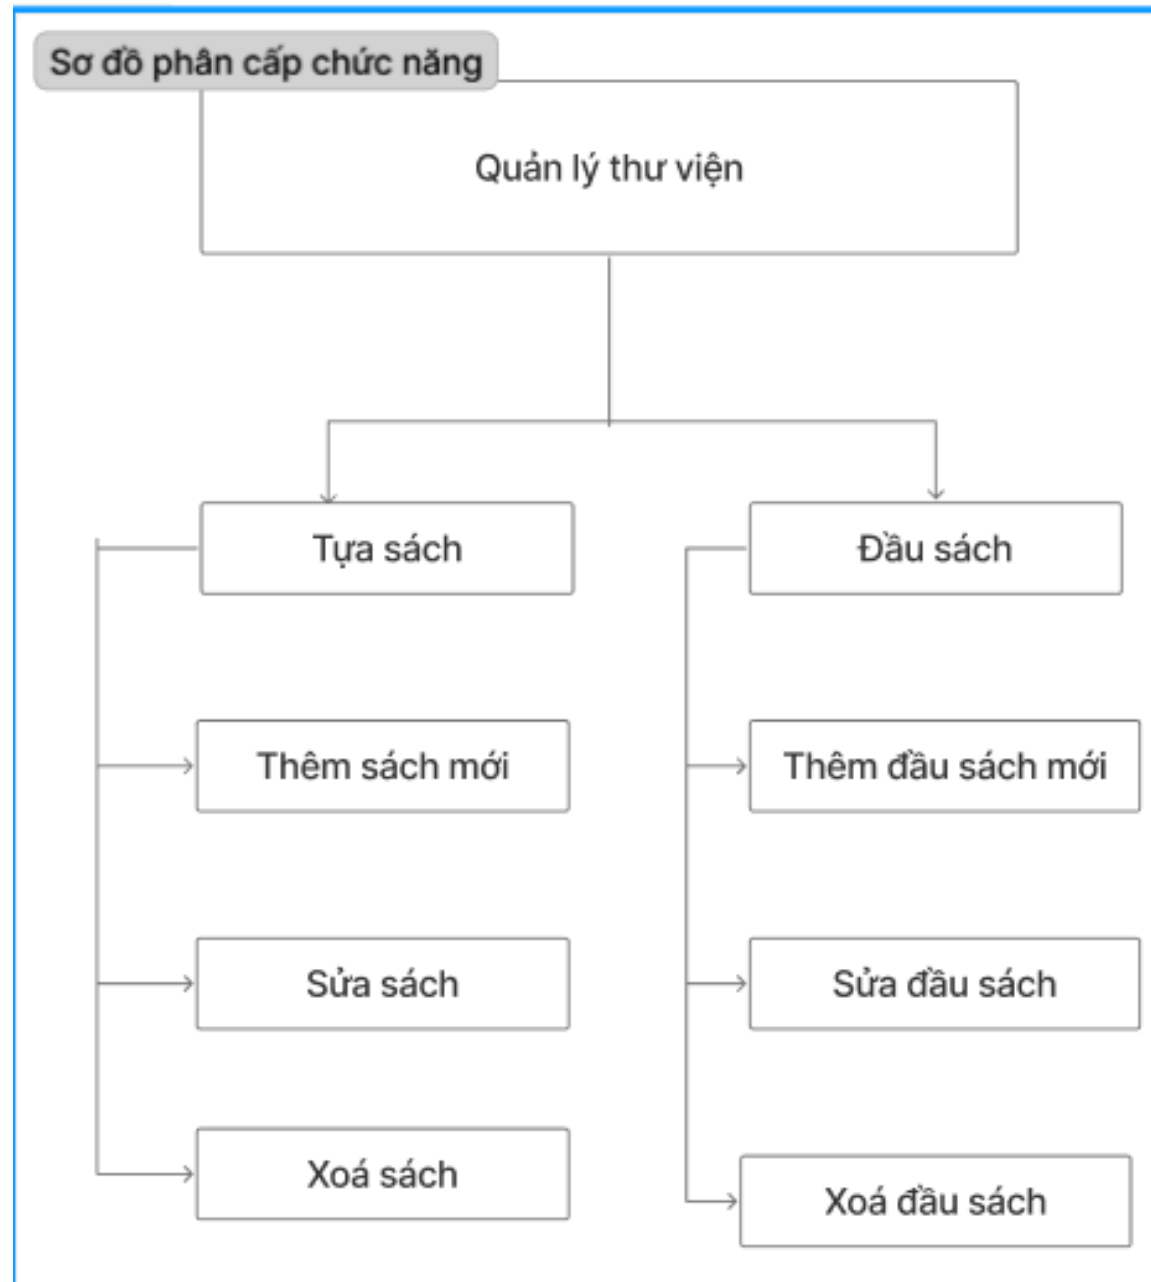 Sơ đồ phân cấp chức năng
Quản lý thư viện
Tựa sách
Đầu sách
Thêm sách mới
Thêm đầu sách mới
Sửa sách
Sửa đầu sách
Xoá sách
Xoá đầu sách